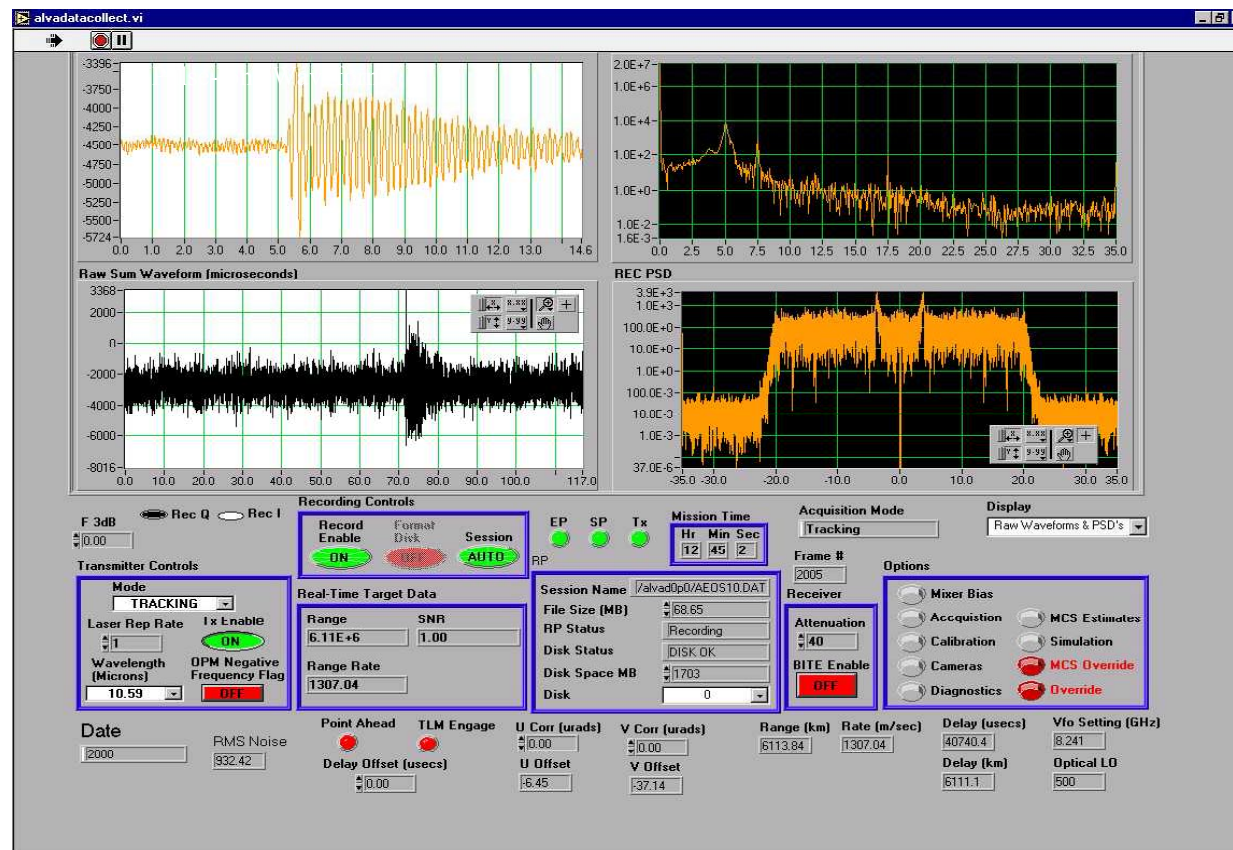 alvadatacollect.vi
-3396
-3750
-4000
-4250
-4500
-4750
-5000
-5250
-5500
-5724
0.0 1.0 2.0 3.0 4.0 5.0 6.0 7.0 8.0 9.0 10.0 11.0 12.0 13.0 14.6
2.0E+7
1.0E+6
1.0E+4
1.0E+2
1.0E+0
1.0E-2
1.6E-3
0.0 2.5 5.0 7.5 10.0 12.5 15.0 17.5 20.0 22.5 25.0 27.5 30.0 32.5 35.0
Raw Sum Waveform (microseconds)
3368
2000
0
-2000
-4000
-6000
-8016
0.0 10.0 20.0 30.0 40.0 50.0 60.0 70.0 80.0 90.0 100.0 117.0
REC PSD
3.9E+3
1.0E+3
100.0E+0
10.0E+0
1.0E+0
100.0E-3
10.0E-3
1.0E-3
37.0E-6
-35.0 -30.0 -20.0 -10.0 0.0 10.0 20.0 30.0 35.0
F 3dB
0.00
Rec Q Rec I
Recording Controls
Record Enable
ON
Format Disk
OFF
Session
AUTO
EP SP Tx
RP
Mission Time
Hr Min Sec
12 45 2
Acquisition Mode
Tracking
Display
Raw Waveforms & PSD's
Frame #
2005
Transmitter Controls
Mode
TRACKING
Laser Rep Rate
1
Tx Enable
ON
Wavelength (Microns)
10.59
OPM Negative Frequency Flag
OFF
Real-Time Target Data
Range
6.11E+6
SNR
1.00
Range Rate
1307.04
Session Name /alvad0p0/AEOS10.DAT
File Size (MB) 68.65
RP Status Recording
Disk Status DISK OK
Disk Space MB 1703
Disk 0
Receiver
Attenuation
40
BITE Enable
OFF
Options
Mixer Bias
Accquistion MCS Estimates
Calibration Simulation
Cameras MCS Override
Diagnostics Override
Date
2000
RMS Noise
932.42
Point Ahead
TLM Engage
Delay Offset (usecs)
0.00
U Corr (urads)
0.00
U Offset
-6.45
V Corr (urads)
0.00
V Offset
-37.14
Range (km)
6113.84
Rate (m/sec)
1307.04
Delay (usecs)
40740.4
Delay (km)
6111.1
Vfo Setting (GHz)
8.241
Optical LO
500